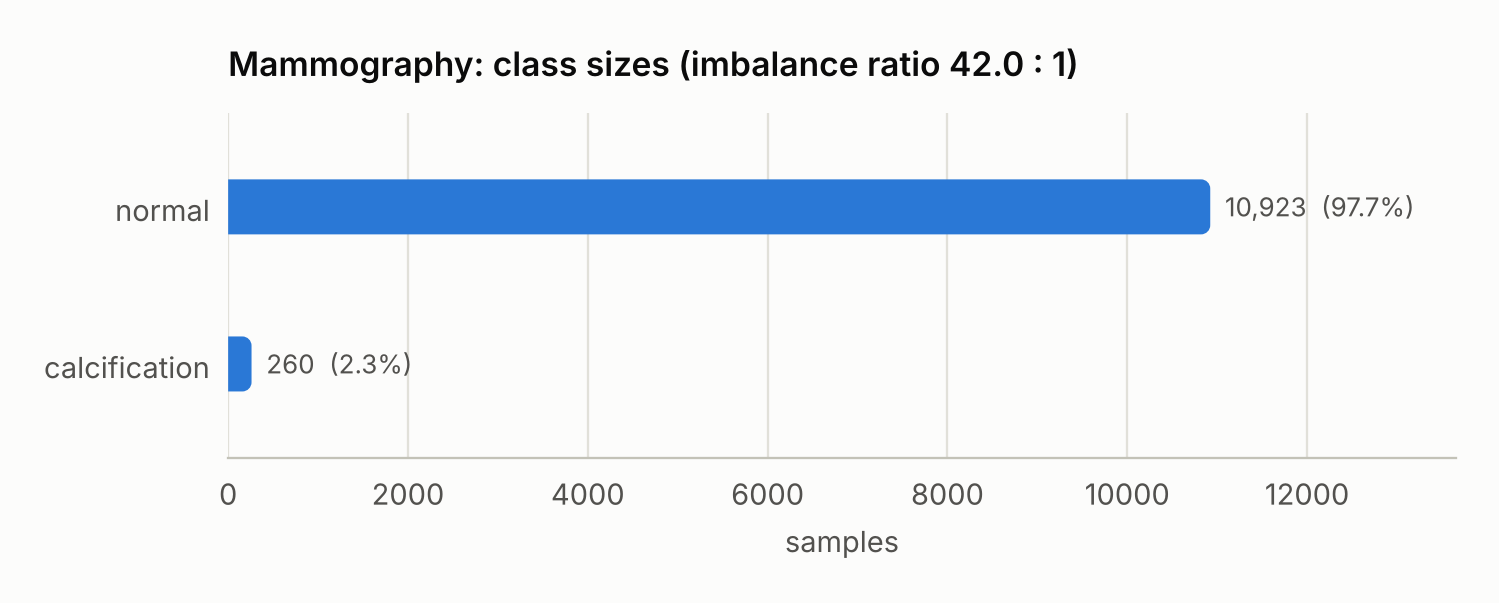 Mammography: class sizes (imbalance ratio 42.0 : 1)
normal
10,923 (97.7%)
calcification
260 (2.3%)
0 2000 4000 6000 8000 10000 12000
samples